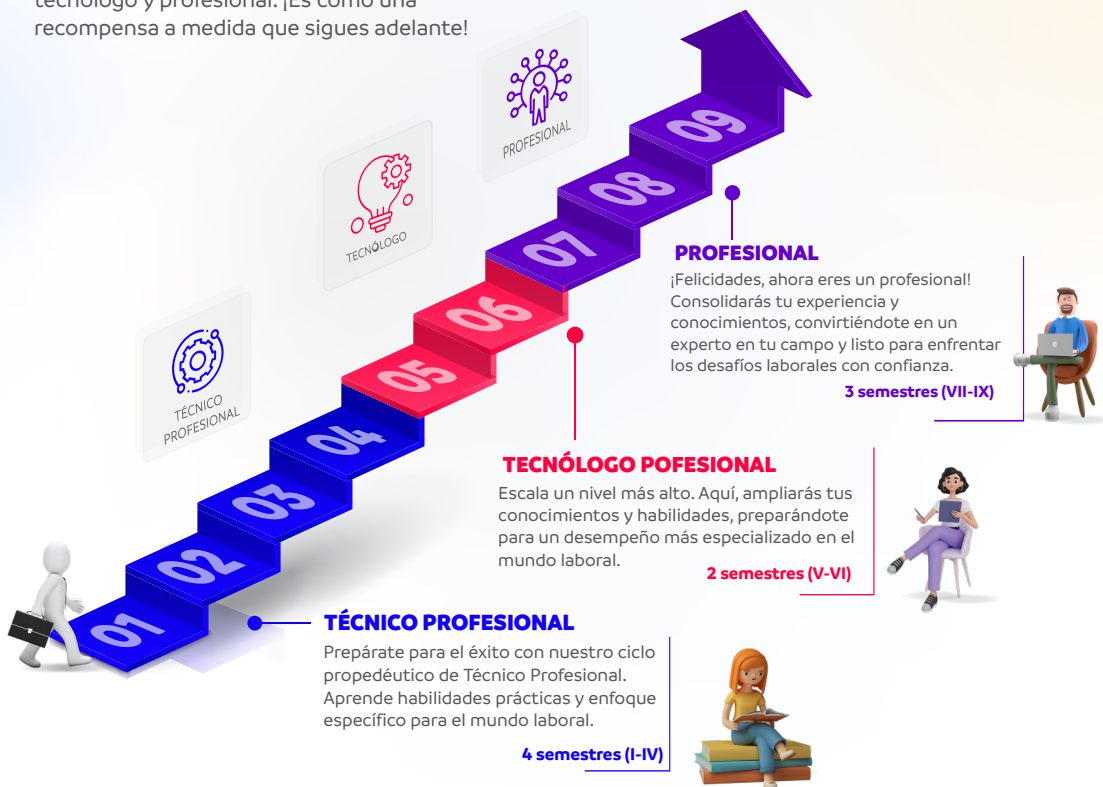 tecnólogo y profesional. ¡Es como una
recompensa a medida que sigues adelante!
PROFESIONAL
TECNÓLOGO
TÉCNICO
PROFESIONAL
09
08
07
06
05
04
03
02
01
PROFESIONAL
¡Felicidades, ahora eres un profesional!
Consolidarás tu experiencia y
conocimientos, convirtiéndote en un
experto en tu campo y listo para enfrentar
los desafíos laborales con confianza.
3 semestres (VII-IX)
TECNÓLOGO POFESIONAL
Escala un nivel más alto. Aquí, ampliarás tus
conocimientos y habilidades, preparándote
para un desempeño más especializado en el
mundo laboral.
2 semestres (V-VI)
TÉCNICO PROFESIONAL
Prepárate para el éxito con nuestro ciclo
propedéutico de Técnico Profesional.
Aprende habilidades prácticas y enfoque
específico para el mundo laboral.
4 semestres (I-IV)